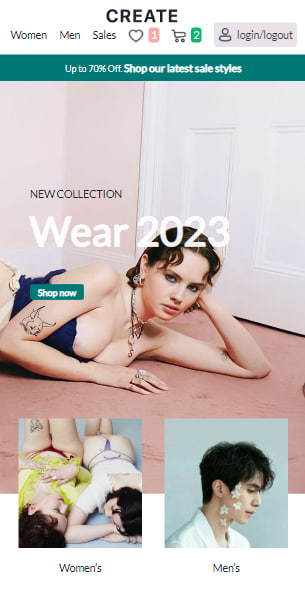 CREATE
Women Men Sales 1 2 login/logout
Up to 70% Off. Shop our latest sale styles
NEW COLLECTION
Wear 2023
Shop now
Women's Men's